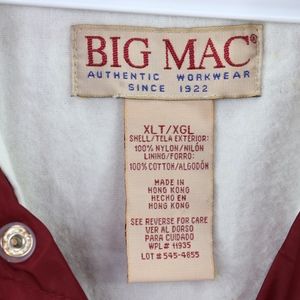 BIG MAC®
AUTHENTIC WORKWEAR
SINCE 1922
XLT/XGL
SHELL/TELA EXTERIOR:
100% NYLON/NILÓN
LINING/FORRO:
100% COTTON/ALGODÓN
MADE IN
HONG KONG
HECHO EN
HONG KONG
SEE REVERSE FOR CARE
VER AL DORSO
PARA CUIDADO
WPL# 11935
LOT # 545-4855